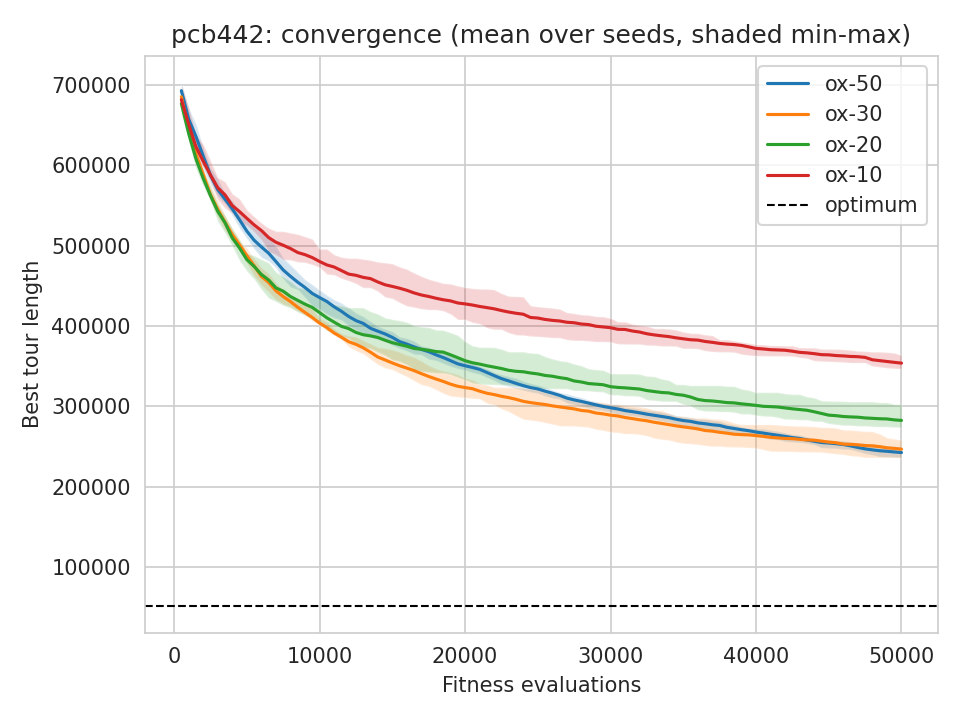 pcb442: convergence (mean over seeds, shaded min-max)
700000
600000
500000
400000
300000
200000
100000
Best tour length
ox-50
ox-30
ox-20
ox-10
optimum
0
10000
20000
30000
40000
50000
Fitness evaluations